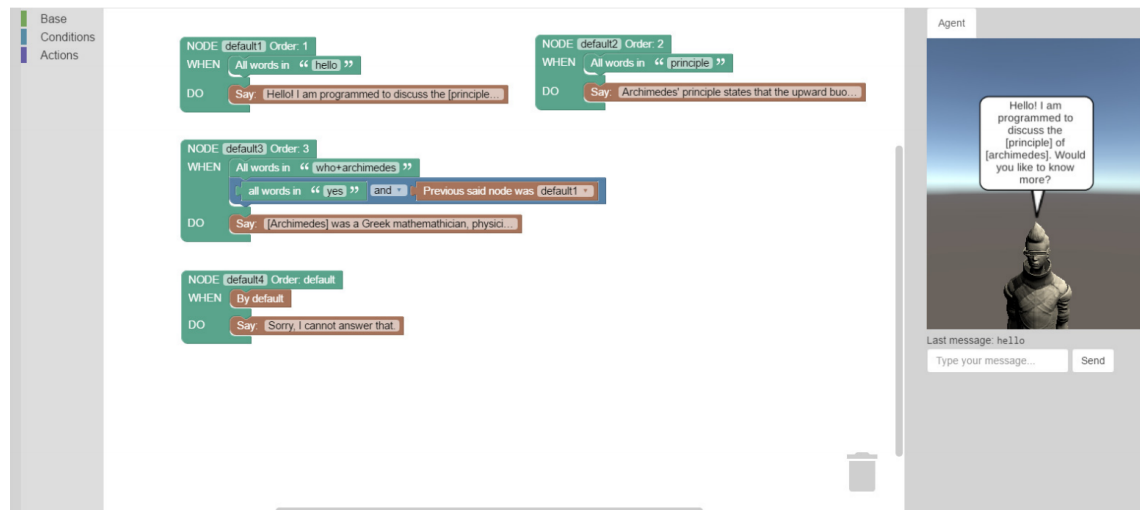 Base
Conditions
Actions
NODE default1 Order: 1
WHEN All words in “ hello ”
DO Say: Hello! I am programmed to discuss the [principle...
NODE default2 Order: 2
WHEN All words in “ principle ”
DO Say: Archimedes' principle states that the upward buo...
NODE default3 Order: 3
WHEN All words in “ who+archimedes ”
all words in “ yes ” and Previous said node was default1
DO Say: [Archimedes] was a Greek mathemathician, physici...
NODE default4 Order: default
WHEN By default
DO Say: Sorry, I cannot answer that.
Agent
Hello! I am
programmed to
discuss the
[principle] of
[archimedes]. Would
you like to know
more?
Last message: hello
Type your message... Send